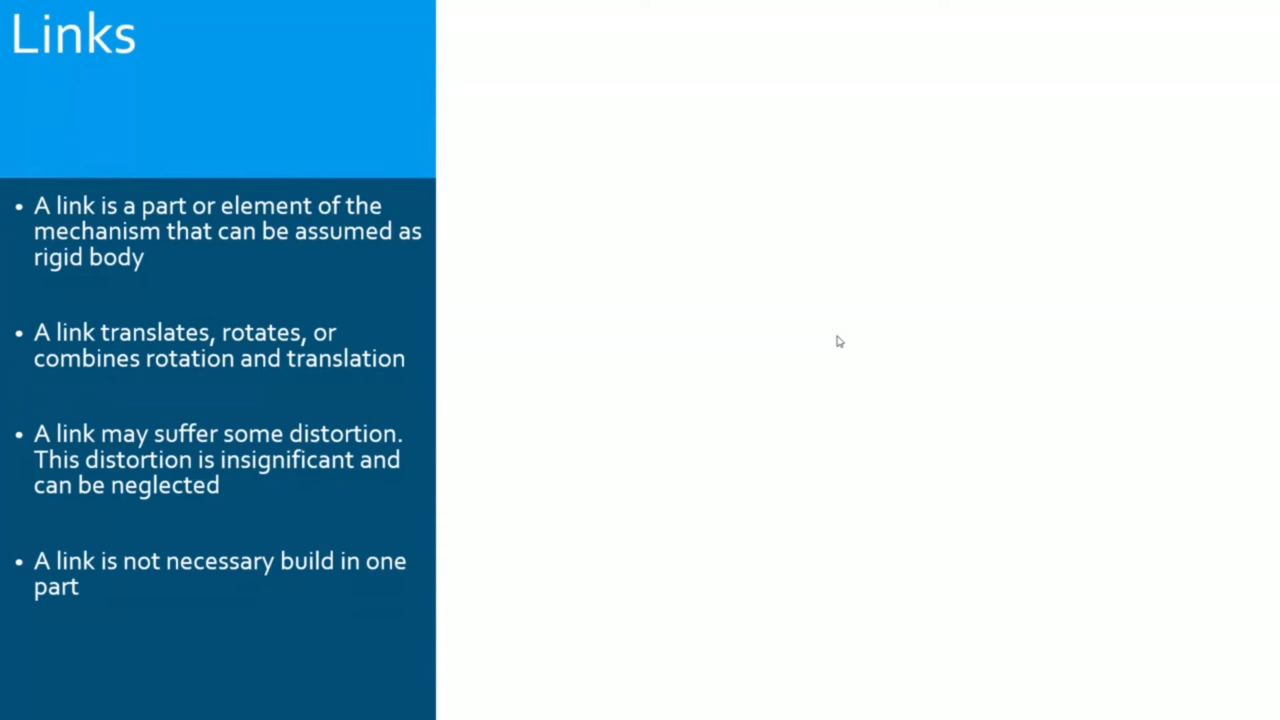 Links
• A link is a part or element of the
mechanism that can be assumed as
rigid body
• A link translates, rotates, or
combines rotation and translation
• A link may suffer some distortion.
This distortion is insignificant and
can be neglected
• A link is not necessary build in one
part